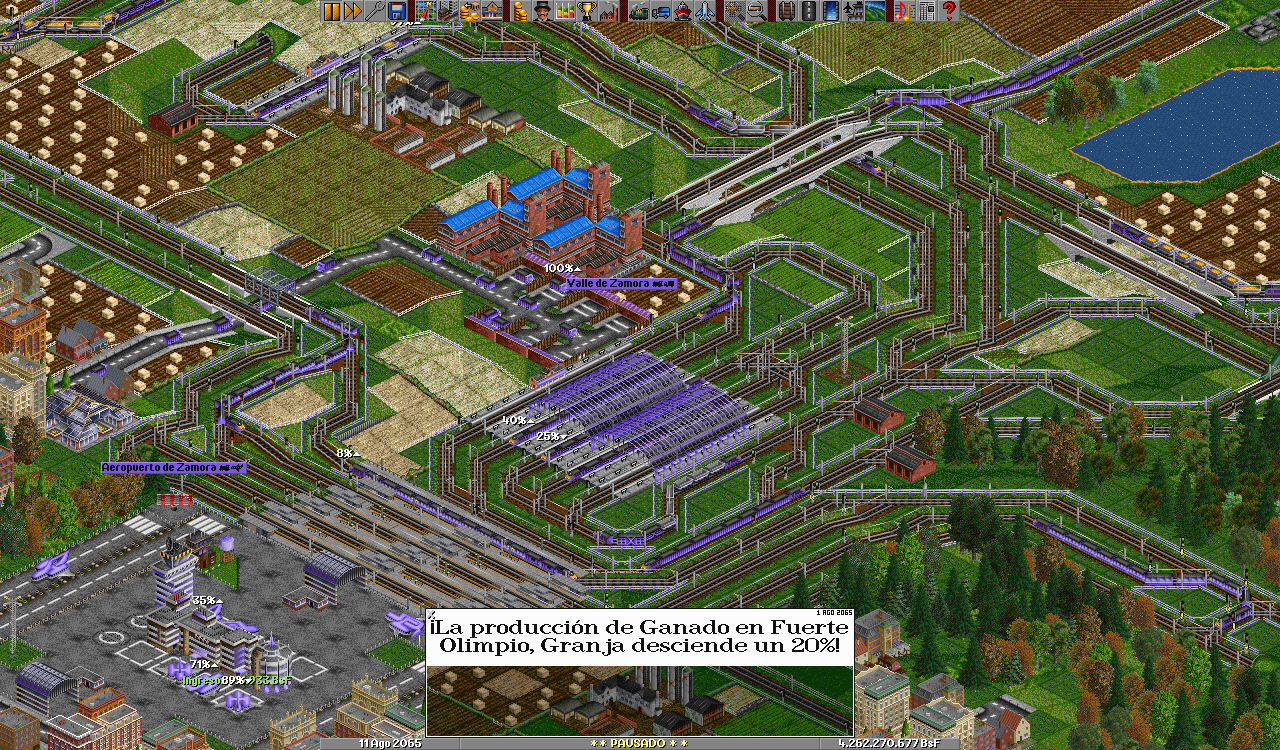 100%
Valle de Zamora
40%
25%
8%
Aeropuerto de Zamora
35%
71%
89%
1 AGO 2065
¡La producción de Ganado en Fuerte
Olimpio, Granja desciende un 20%!
11 Ago 2065
* * PAUSADO * *
4.262.270.677 BsF